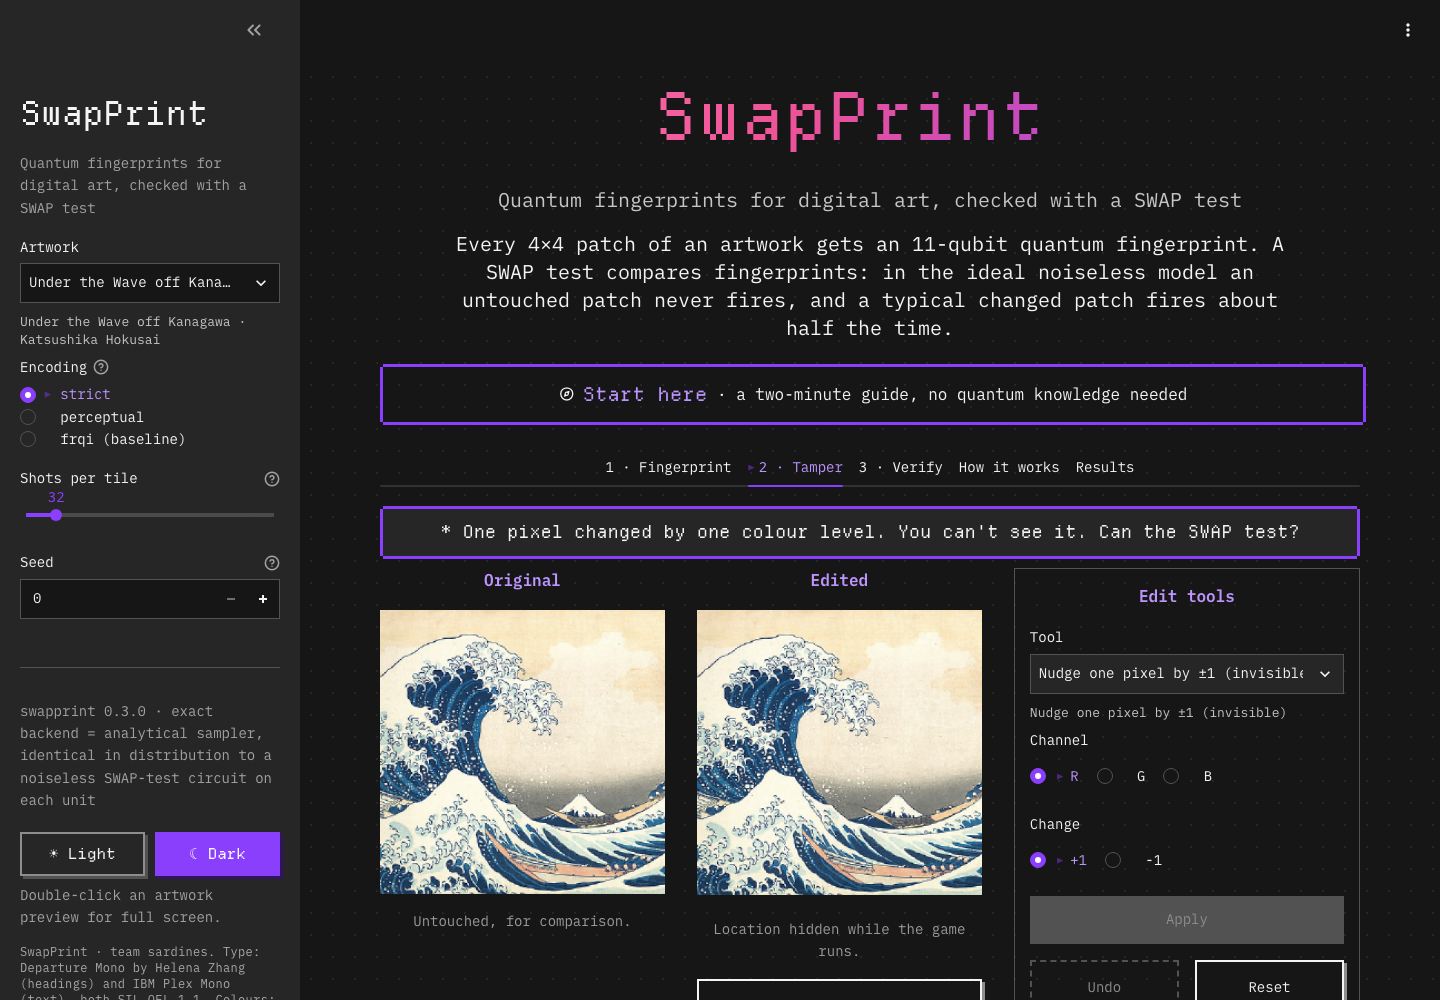 SwapPrint
Quantum fingerprints for
digital art, checked with a
SWAP test
Artwork
Under the Wave off Kana…
Under the Wave off Kanagawa ·
Katsushika Hokusai
Encoding
strict
perceptual
frqi (baseline)
Shots per tile
32
Seed
0
swapprint 0.3.0 · exact
backend = analytical sampler,
identical in distribution to a
noiseless SWAP-test circuit on
each unit
☀ Light
☾ Dark
Double-click an artwork
preview for full screen.
SwapPrint · team sardines. Type:
Departure Mono by Helena Zhang
(headings) and IBM Plex Mono
(text), both SIL OFL 1.1. Colours:
SwapPrint
Quantum fingerprints for digital art, checked with a SWAP test
Every 4×4 patch of an artwork gets an 11-qubit quantum fingerprint. A
SWAP test compares fingerprints: in the ideal noiseless model an
untouched patch never fires, and a typical changed patch fires about
half the time.
Start here · a two-minute guide, no quantum knowledge needed
1 · Fingerprint
2 · Tamper
3 · Verify
How it works
Results
* One pixel changed by one colour level. You can't see it. Can the SWAP test?
Original
Untouched, for comparison.
Edited
Location hidden while the game
runs.
Edit tools
Tool
Nudge one pixel by ±1 (invisible
Nudge one pixel by ±1 (invisible)
Channel
R
G
B
Change
+1
-1
Apply
Undo
Reset